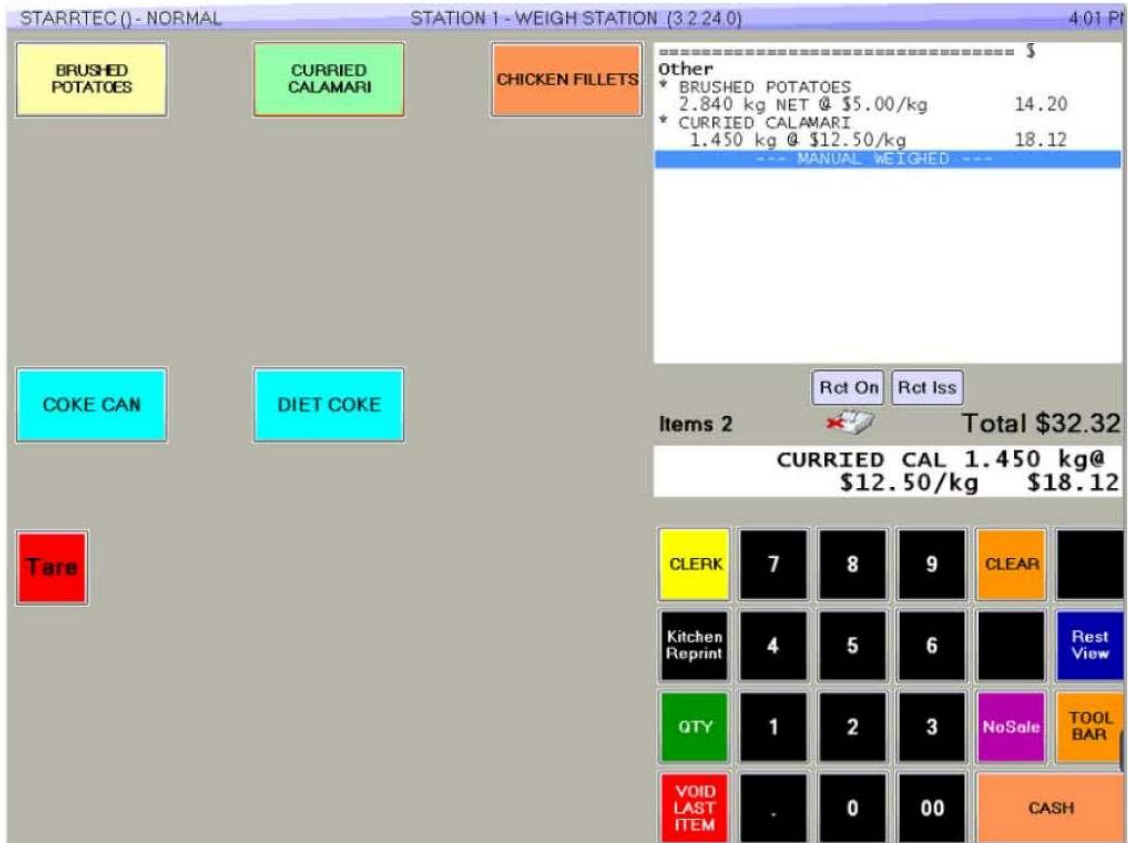 STARRTEC () - NORMAL STATION 1 - WEIGH STATION (3.2.24.0) 4:01 P
BRUSHED
POTATOES
CURRIED
CALAMARI
CHICKEN FILLETS
================================== $
Other
* BRUSHED POTATOES
2.840 kg NET @ $5.00/kg 14.20
* CURRIED CALAMARI
1.450 kg @ $12.50/kg 18.12
--- MANUAL WEIGHED ---
COKE CAN
DIET COKE
Rct On Rct Iss
Items 2 Total $32.32
CURRIED CAL 1.450 kg@
$12.50/kg $18.12
Tare
CLERK 7 8 9 CLEAR
Kitchen
Reprint
4 5 6
Rest
View
QTY 1 2 3 NoSale
TOOL
BAR
VOID
LAST
ITEM
. 0 00 CASH